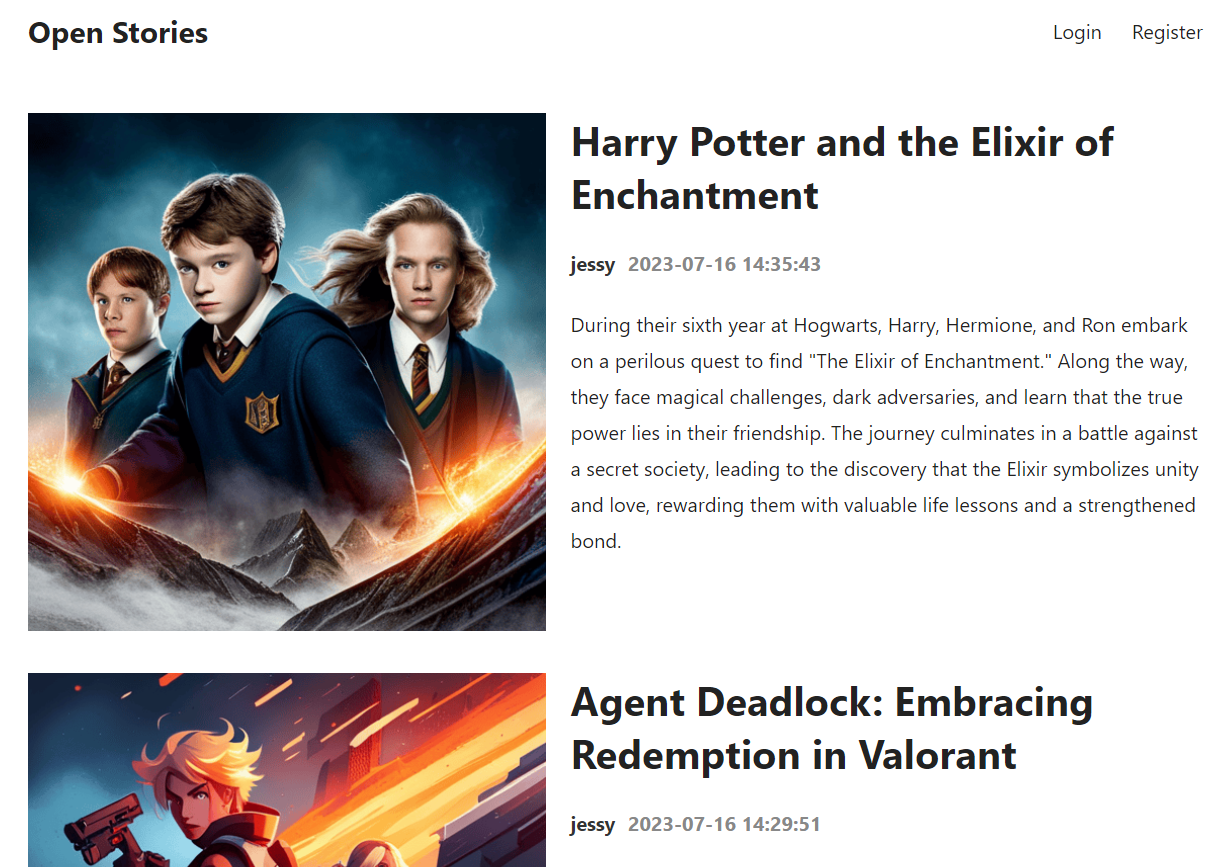 Open Stories
Login Register
Harry Potter and the Elixir of
Enchantment
jessy 2023-07-16 14:35:43
During their sixth year at Hogwarts, Harry, Hermione, and Ron embark
on a perilous quest to find "The Elixir of Enchantment." Along the way,
they face magical challenges, dark adversaries, and learn that the true
power lies in their friendship. The journey culminates in a battle against
a secret society, leading to the discovery that the Elixir symbolizes unity
and love, rewarding them with valuable life lessons and a strengthened
bond.
Agent Deadlock: Embracing
Redemption in Valorant
jessy 2023-07-16 14:29:51